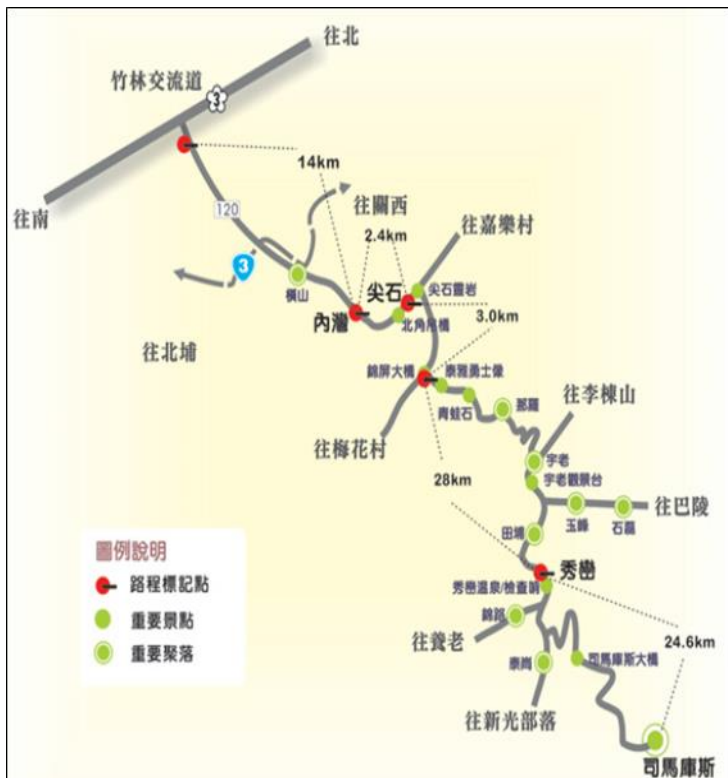 往北
竹林交流道
3
往南
14km
120
往關西
2.4km
往嘉樂村
3
橫山
尖石
尖石靈岩
內灣
北角吊橋
3.0km
往北埔
錦屏大橋
泰雅勇士像
青蛙石
那羅
往李棟山
往梅花村
28km
宇老
宇老觀景台
往巴陵
玉峰
石磊
田埔
圖例說明
路程標記點
重要景點
重要聚落
秀巒
秀巒溫泉/檢查哨
錦路
往養老
24.6km
司馬庫斯大橋
泰崗
往新光部落
司馬庫斯